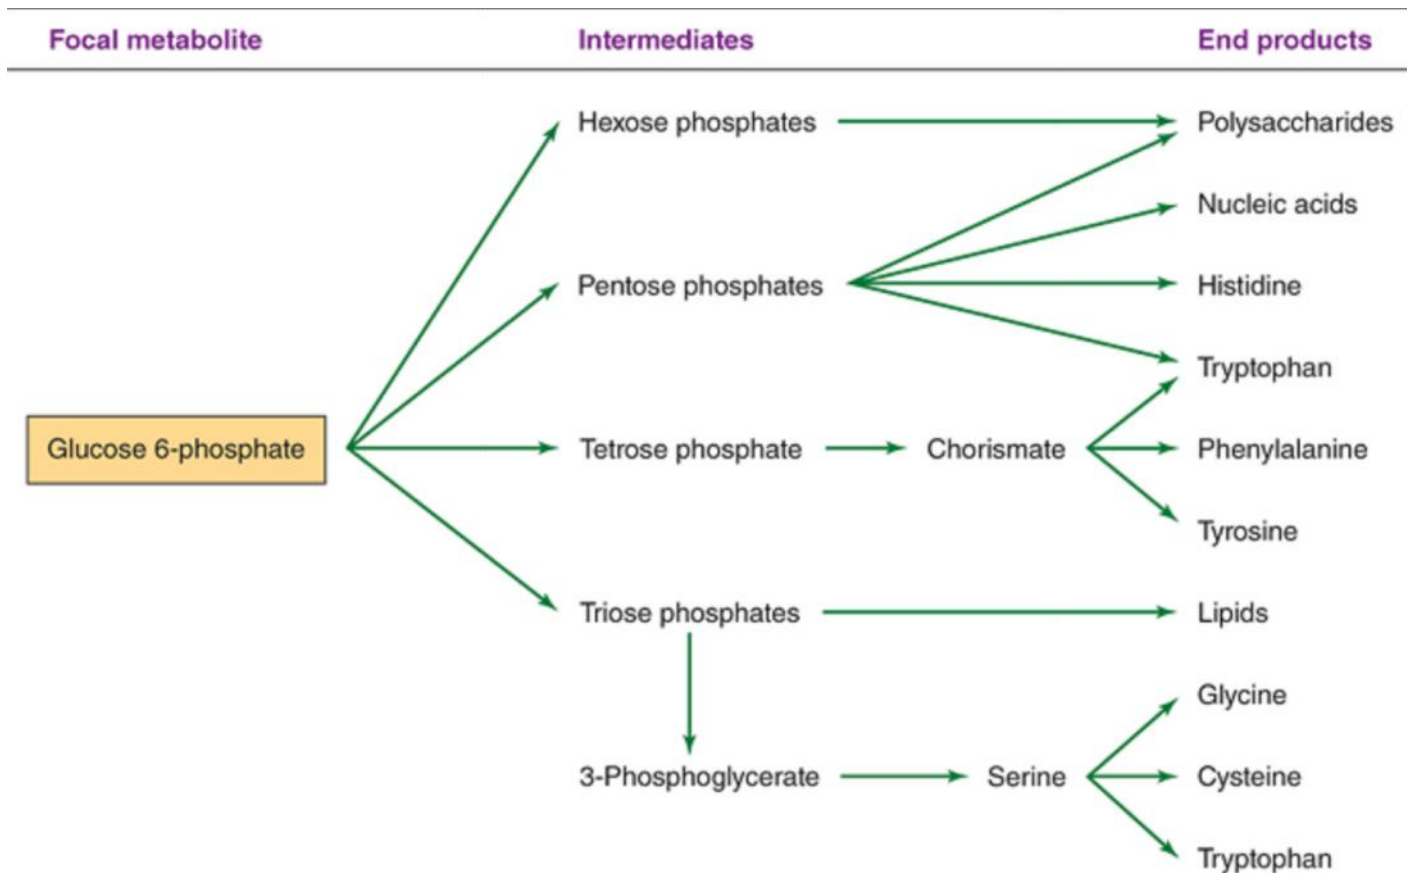 Focal metabolite Intermediates End products
Hexose phosphates Polysaccharides
Nucleic acids
Pentose phosphates Histidine
Tryptophan
Glucose 6-phosphate Tetrose phosphate Chorismate Phenylalanine
Tyrosine
Triose phosphates Lipids
Glycine
3-Phosphoglycerate Serine Cysteine
Tryptophan